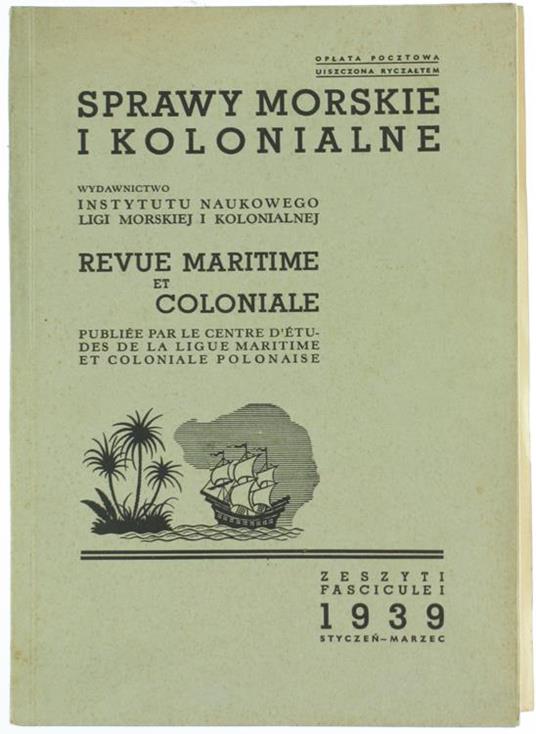 OPŁATA POCZTOWA
UISZCZONA RYCZAŁTEM
SPRAWY MORSKIE
I KOLONIALNE
WYDAWNICTWO
INSTYTUTU NAUKOWEGO
LIGI MORSKIEJ I KOLONIALNEJ
REVUE MARITIME
ET
COLONIALE
PUBLIÉE PAR LE CENTRE D'ÉTU-
DES DE LA LIGUE MARITIME
ET COLONIALE POLONAISE
ZESZYT I
FASCICULE I
1939
STYCZEŃ–MARZEC